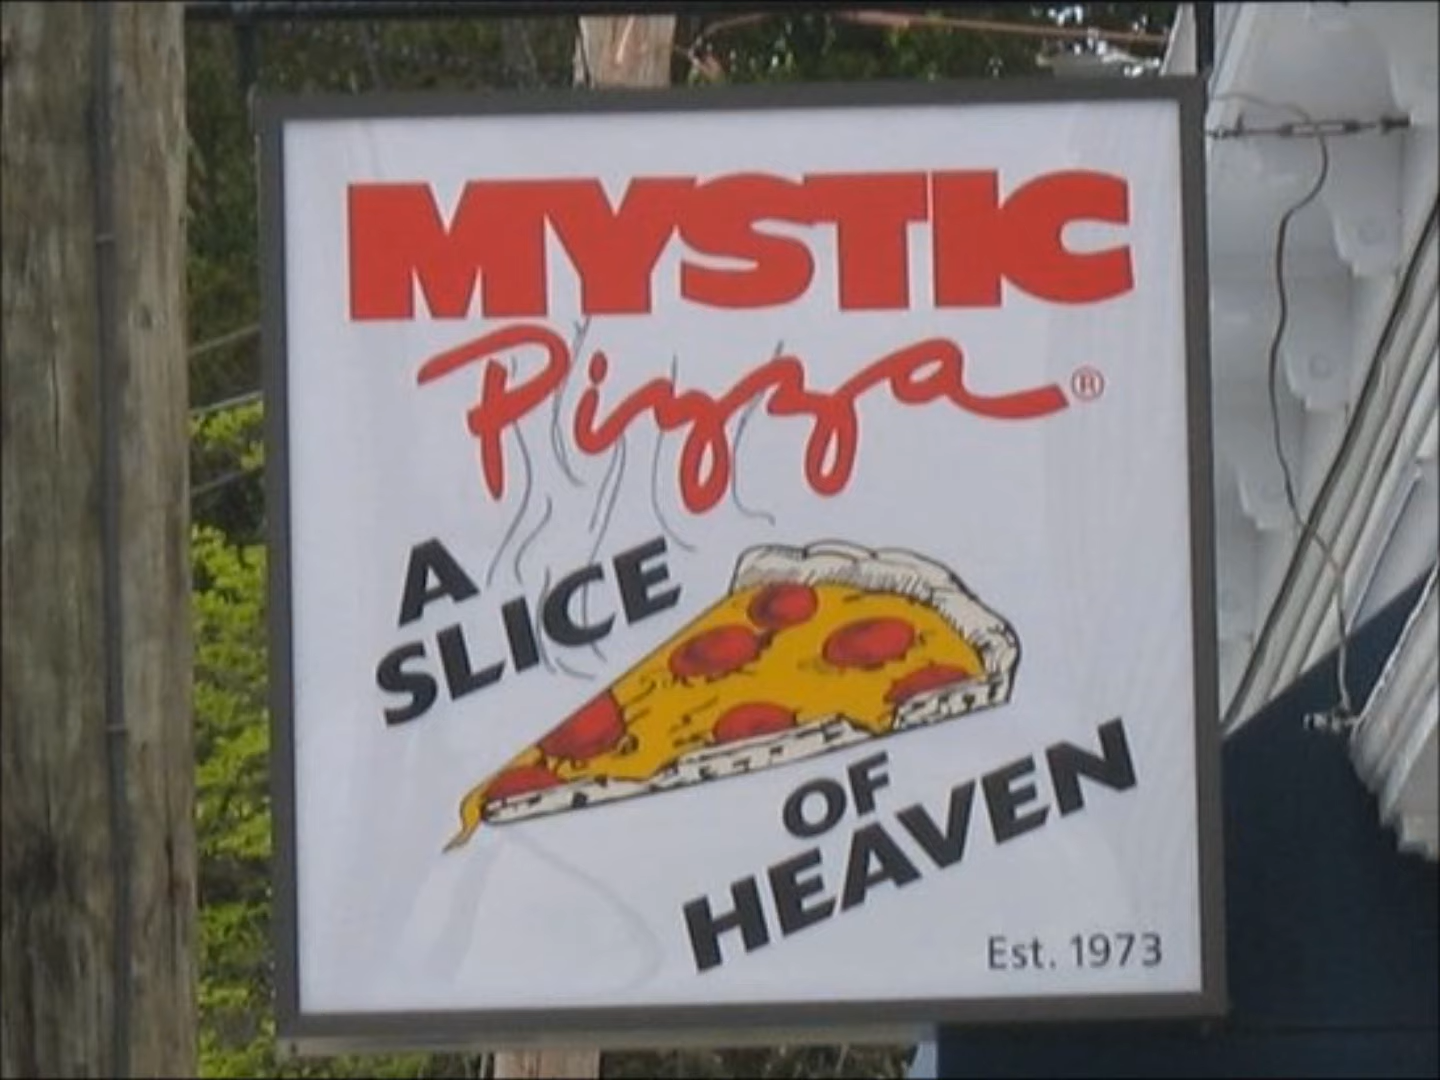 MYSTIC
Pizza®
A
SLICE
OF
HEAVEN
Est. 1973